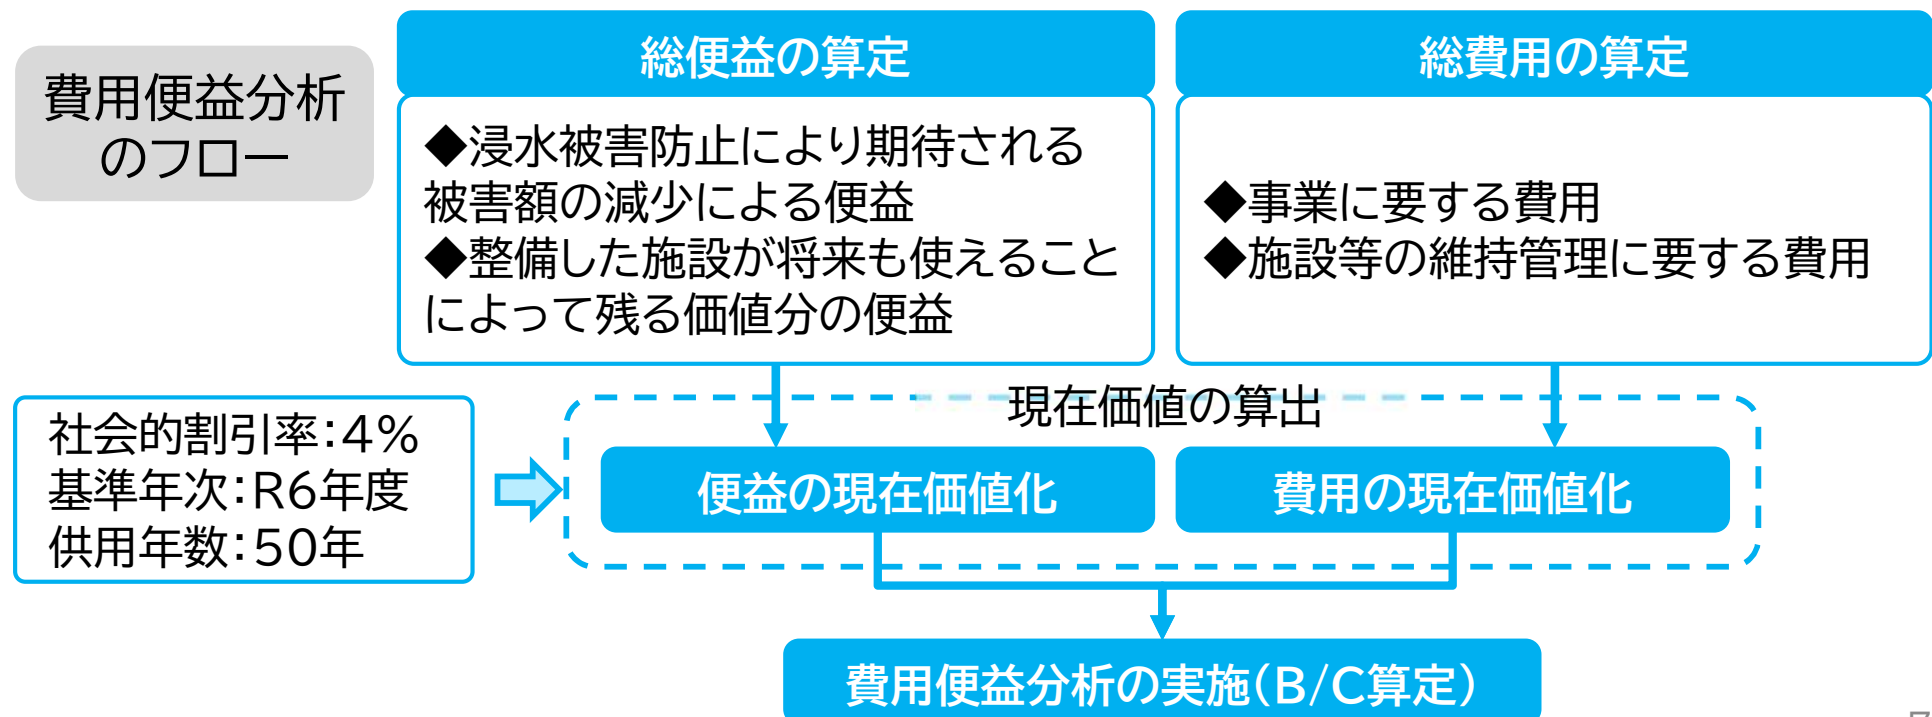 費用便益分析
のフロー
総便益の算定
◆浸水被害防止により期待される
被害額の減少による便益
◆整備した施設が将来も使えること
によって残る価値分の便益
総費用の算定
◆事業に要する費用
◆施設等の維持管理に要する費用
社会的割引率：4％
基準年次：R6年度
供用年数：50年
現在価値の算出
便益の現在価値化
費用の現在価値化
費用便益分析の実施（B/C算定）